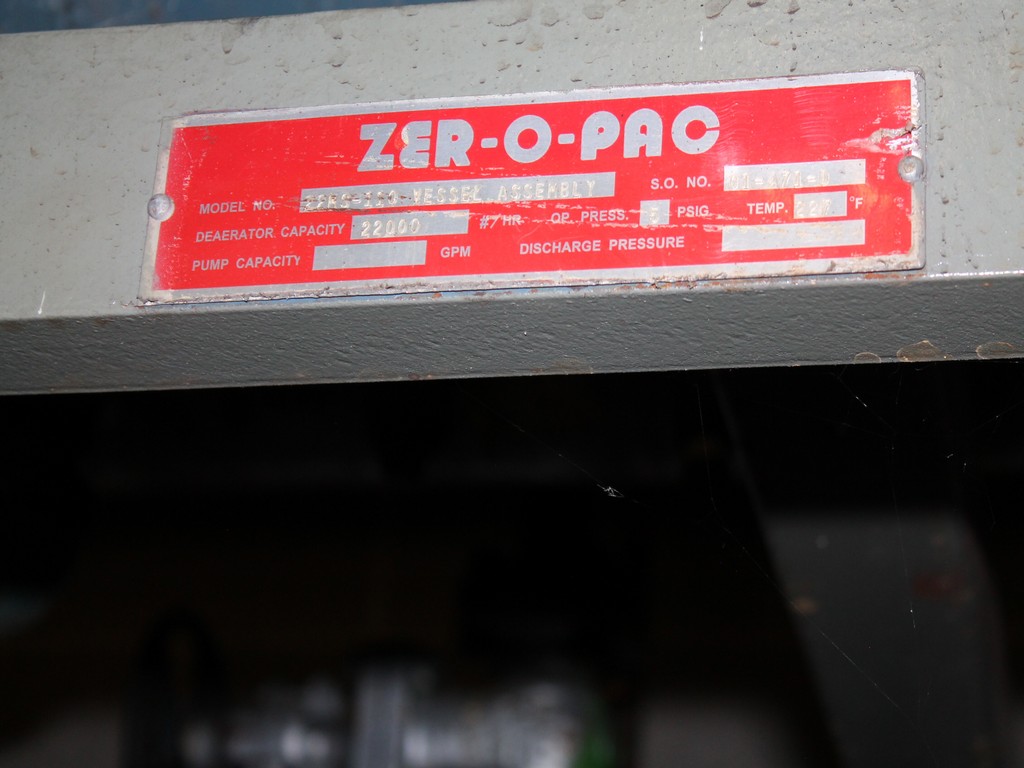 ZER-O-PAC
MODEL NO. VESSEL ASSEMBLY S.O. NO.
DEAERATOR CAPACITY 22000 #/HR OP. PRESS. 5 PSIG TEMP. 227 °F
PUMP CAPACITY GPM DISCHARGE PRESSURE